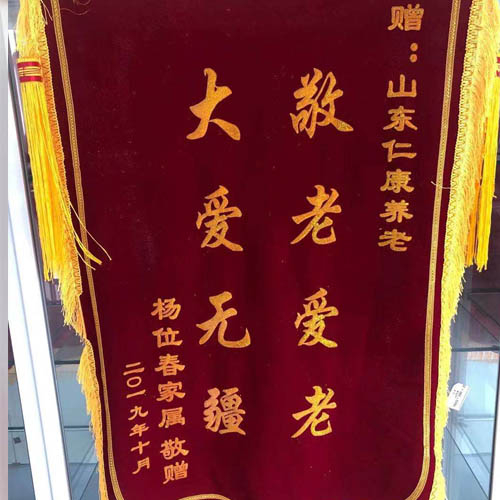 赠：山东仁康养老
敬老爱老
大爱无疆
杨位春家属敬赠
二〇一九年十月